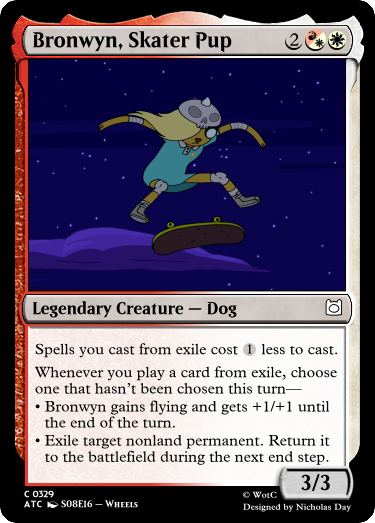 Bronwyn, Skater Pup 2
Legendary Creature — Dog
Spells you cast from exile cost 1 less to cast.
Whenever you play a card from exile, choose
one that hasn't been chosen this turn—
• Bronwyn gains flying and gets +1/+1 until
the end of the turn.
• Exile target nonland permanent. Return it
to the battlefield during the next end step.
3/3
C 0329
ATC S08E16 — Wheels
© WotC
Designed by Nicholas Day